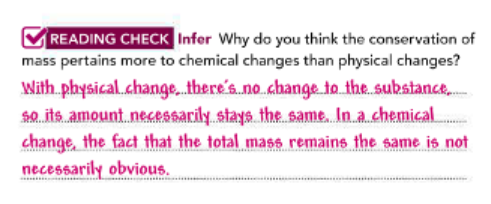 READING CHECK Infer Why do you think the conservation of
mass pertains more to chemical changes than physical changes?
With physical change, there's no change to the substance,
so its amount necessarily stays the same. In a chemical
change, the fact that the total mass remains the same is not
necessarily obvious.